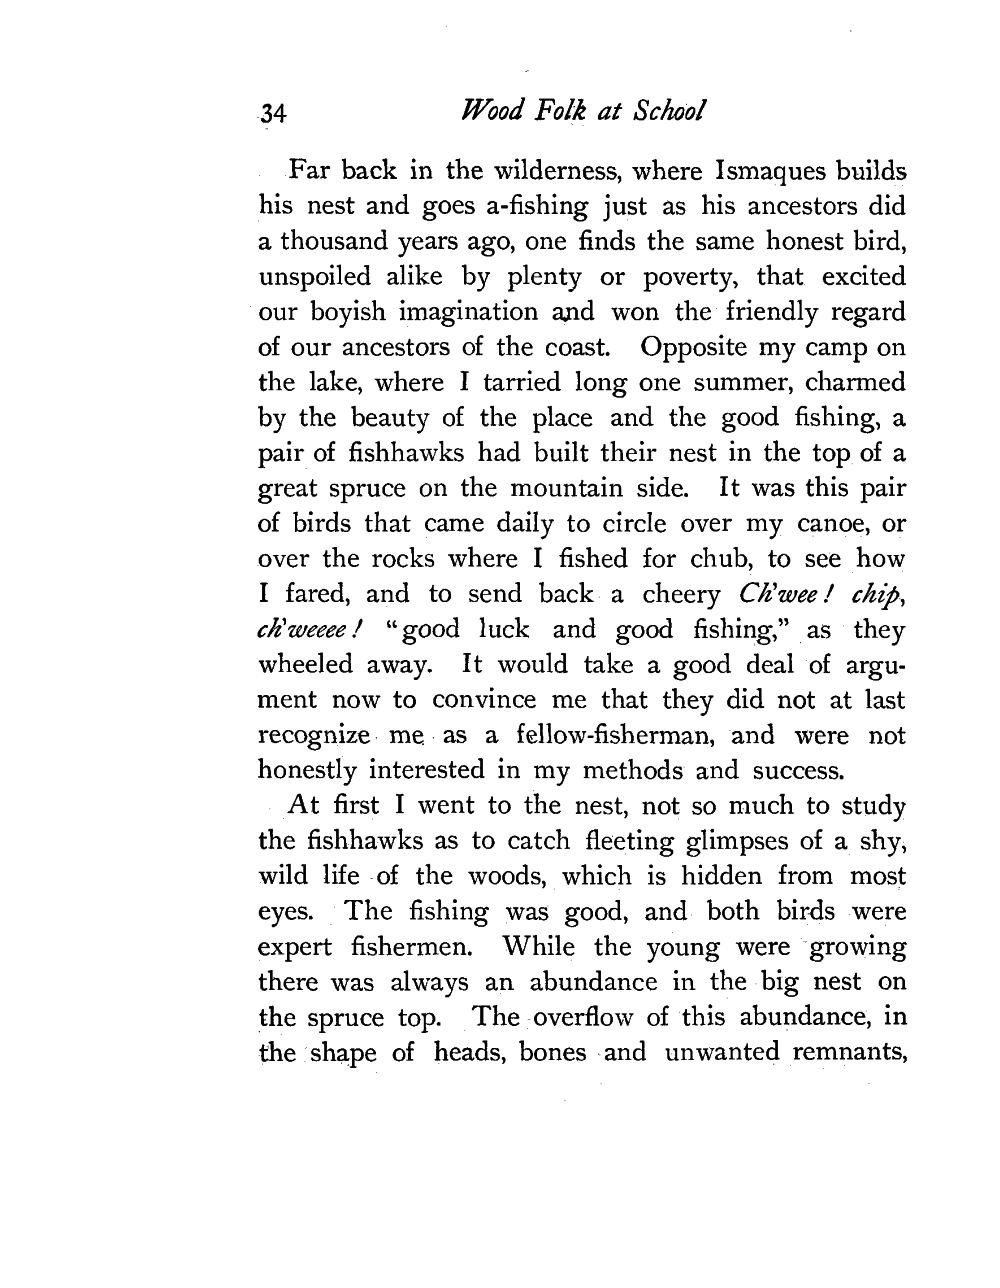 34 Wood Folk at School
Far back in the wilderness, where Ismaques builds
his nest and goes a-fishing just as his ancestors did
a thousand years ago, one finds the same honest bird,
unspoiled alike by plenty or poverty, that excited
our boyish imagination and won the friendly regard
of our ancestors of the coast. Opposite my camp on
the lake, where I tarried long one summer, charmed
by the beauty of the place and the good fishing, a
pair of fishhawks had built their nest in the top of a
great spruce on the mountain side. It was this pair
of birds that came daily to circle over my canoe, or
over the rocks where I fished for chub, to see how
I fared, and to send back a cheery Ch'wee! chip,
ch'weeee! “good luck and good fishing,” as they
wheeled away. It would take a good deal of argu-
ment now to convince me that they did not at last
recognize me as a fellow-fisherman, and were not
honestly interested in my methods and success.
At first I went to the nest, not so much to study
the fishhawks as to catch fleeting glimpses of a shy,
wild life of the woods, which is hidden from most
eyes. The fishing was good, and both birds were
expert fishermen. While the young were growing
there was always an abundance in the big nest on
the spruce top. The overflow of this abundance, in
the shape of heads, bones and unwanted remnants,